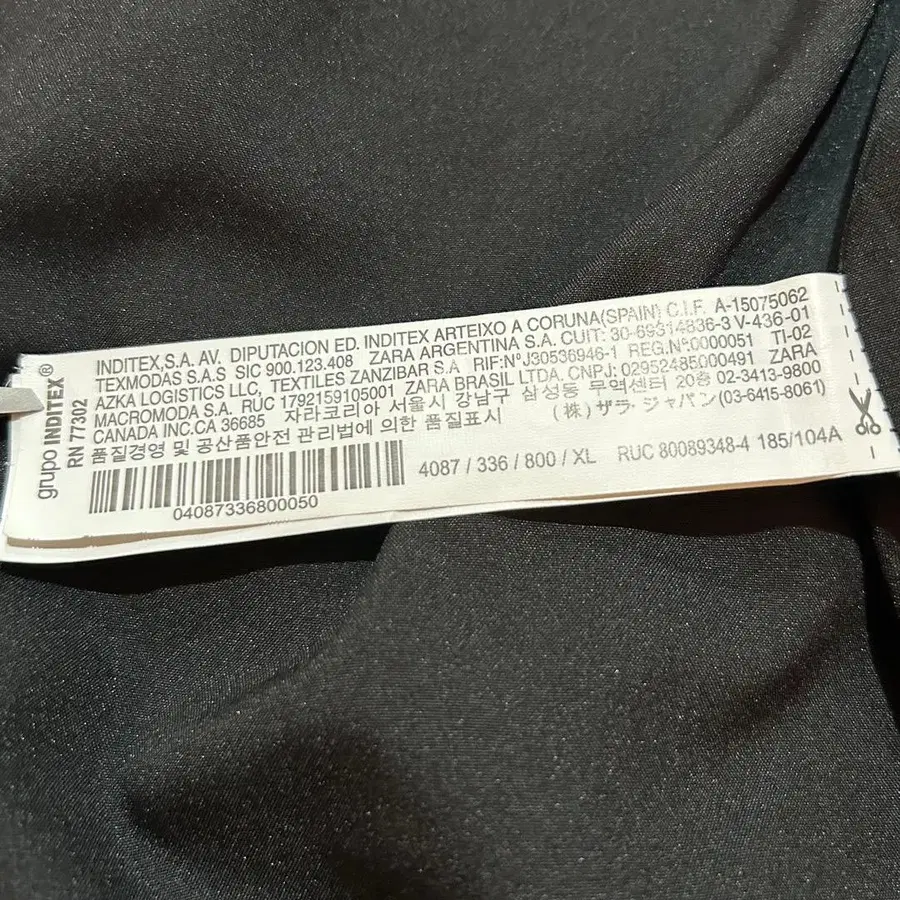 grupo INDITEX®
RN 77302
INDITEX,S.A. AV. DIPUTACION ED. INDITEX ARTEIXO A CORUNA(SPAIN) C.I.F. A-15075062
TEXMODAS S.A.S SIC 900.123.408 ZARA ARGENTINA S.A. CUIT: 30-69314836-3 V-436-01
AZKA LOGISTICS LLC, TEXTILES ZANZIBAR S.A RIF:NºJ30536946-1 REG.Nº:0000051 TI-02
MACROMODA S.A. RUC 1792159105001 ZARA BRASIL LTDA. CNPJ: 02952485000491 ZARA
CANADA INC.CA 36685 자라코리아 서울시 강남구 삼성동 무역센터 20층 02-3413-9800
품질경영 및 공산품안전 관리법에 의한 품질표시 (株) ザラ・ジャパン(03-6415-8061)
4087 / 336 / 800 / XL RUC 80089348-4 185/104A
04087336800050